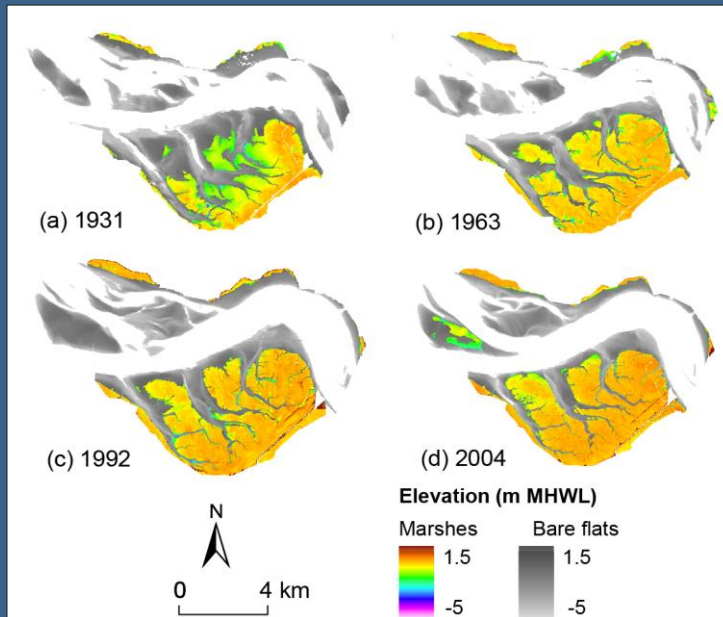 (a) 1931
(b) 1963
(c) 1992
(d) 2004
N
0 4 km
Elevation (m MHWL)
Marshes Bare flats
1.5 1.5
-5 -5